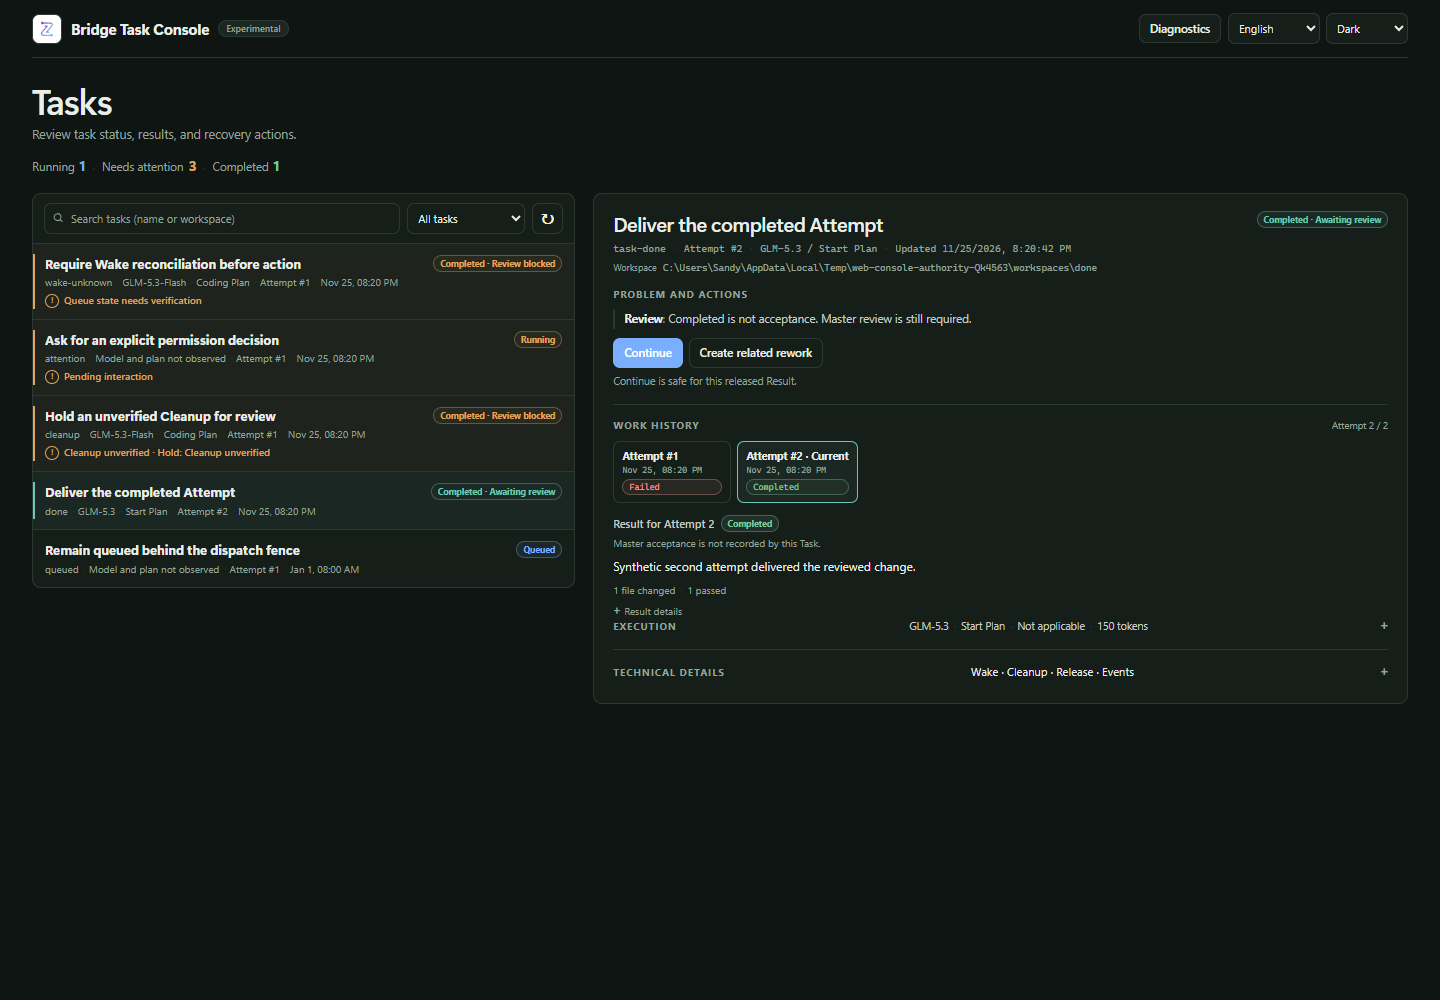 Bridge Task Console Experimental Diagnostics English Dark
Tasks
Review task status, results, and recovery actions.
Running 1 · Needs attention 3 · Completed 1
Search tasks (name or workspace) All tasks
Require Wake reconciliation before action Completed · Review blocked
wake-unknown GLM-5.3-Flash Coding Plan Attempt #1 Nov 25, 08:20 PM
! Queue state needs verification
Ask for an explicit permission decision Running
attention Model and plan not observed Attempt #1 Nov 25, 08:20 PM
! Pending interaction
Hold an unverified Cleanup for review Completed · Review blocked
cleanup GLM-5.3-Flash Coding Plan Attempt #1 Nov 25, 08:20 PM
! Cleanup unverified · Hold: Cleanup unverified
Deliver the completed Attempt Completed · Awaiting review
done GLM-5.3 Start Plan Attempt #2 Nov 25, 08:20 PM
Remain queued behind the dispatch fence Queued
queued Model and plan not observed Attempt #1 Jan 1, 08:00 AM
Deliver the completed Attempt Completed · Awaiting review
task-done · Attempt #2 · GLM-5.3 / Start Plan · Updated 11/25/2026, 8:20:42 PM
Workspace C:\Users\Sandy\AppData\Local\Temp\web-console-authority-Qk4563\workspaces\done
PROBLEM AND ACTIONS
Review: Completed is not acceptance. Master review is still required.
Continue Create related rework
Continue is safe for this released Result.
WORK HISTORY Attempt 2 / 2
Attempt #1
Nov 25, 08:20 PM
Failed
Attempt #2 · Current
Nov 25, 08:20 PM
Completed
Result for Attempt 2 Completed
Master acceptance is not recorded by this Task.
Synthetic second attempt delivered the reviewed change.
1 file changed · 1 passed
+ Result details
EXECUTION GLM-5.3 · Start Plan · Not applicable · 150 tokens +
TECHNICAL DETAILS Wake · Cleanup · Release · Events +